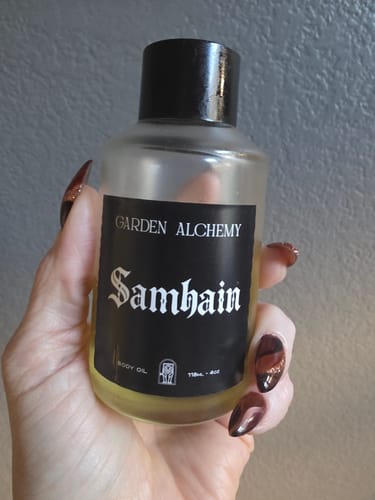 GARDEN ALCHEMY
Samhain
BODY OIL 118ML - 4OZ